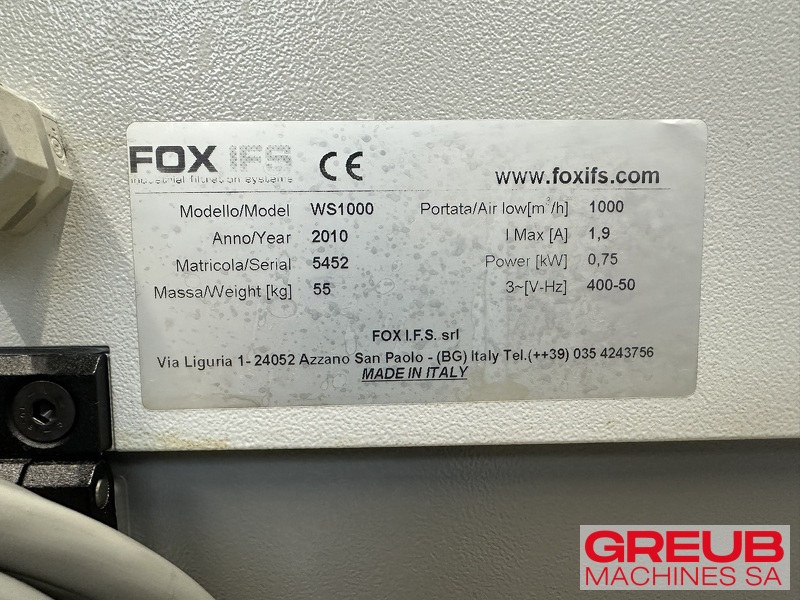 FOX IFS
industrial filtration systems
CE
www.foxifs.com
Modello/Model WS1000 Portata/Air low[m³/h] 1000
Anno/Year 2010 I Max [A] 1,9
Matricola/Serial 5452 Power [kW] 0,75
Massa/Weight [kg] 55 3~[V-Hz] 400-50
FOX I.F.S. srl
Via Liguria 1- 24052 Azzano San Paolo - (BG) Italy Tel.(++39) 035 4243756
MADE IN ITALY
GREUB
MACHINES SA